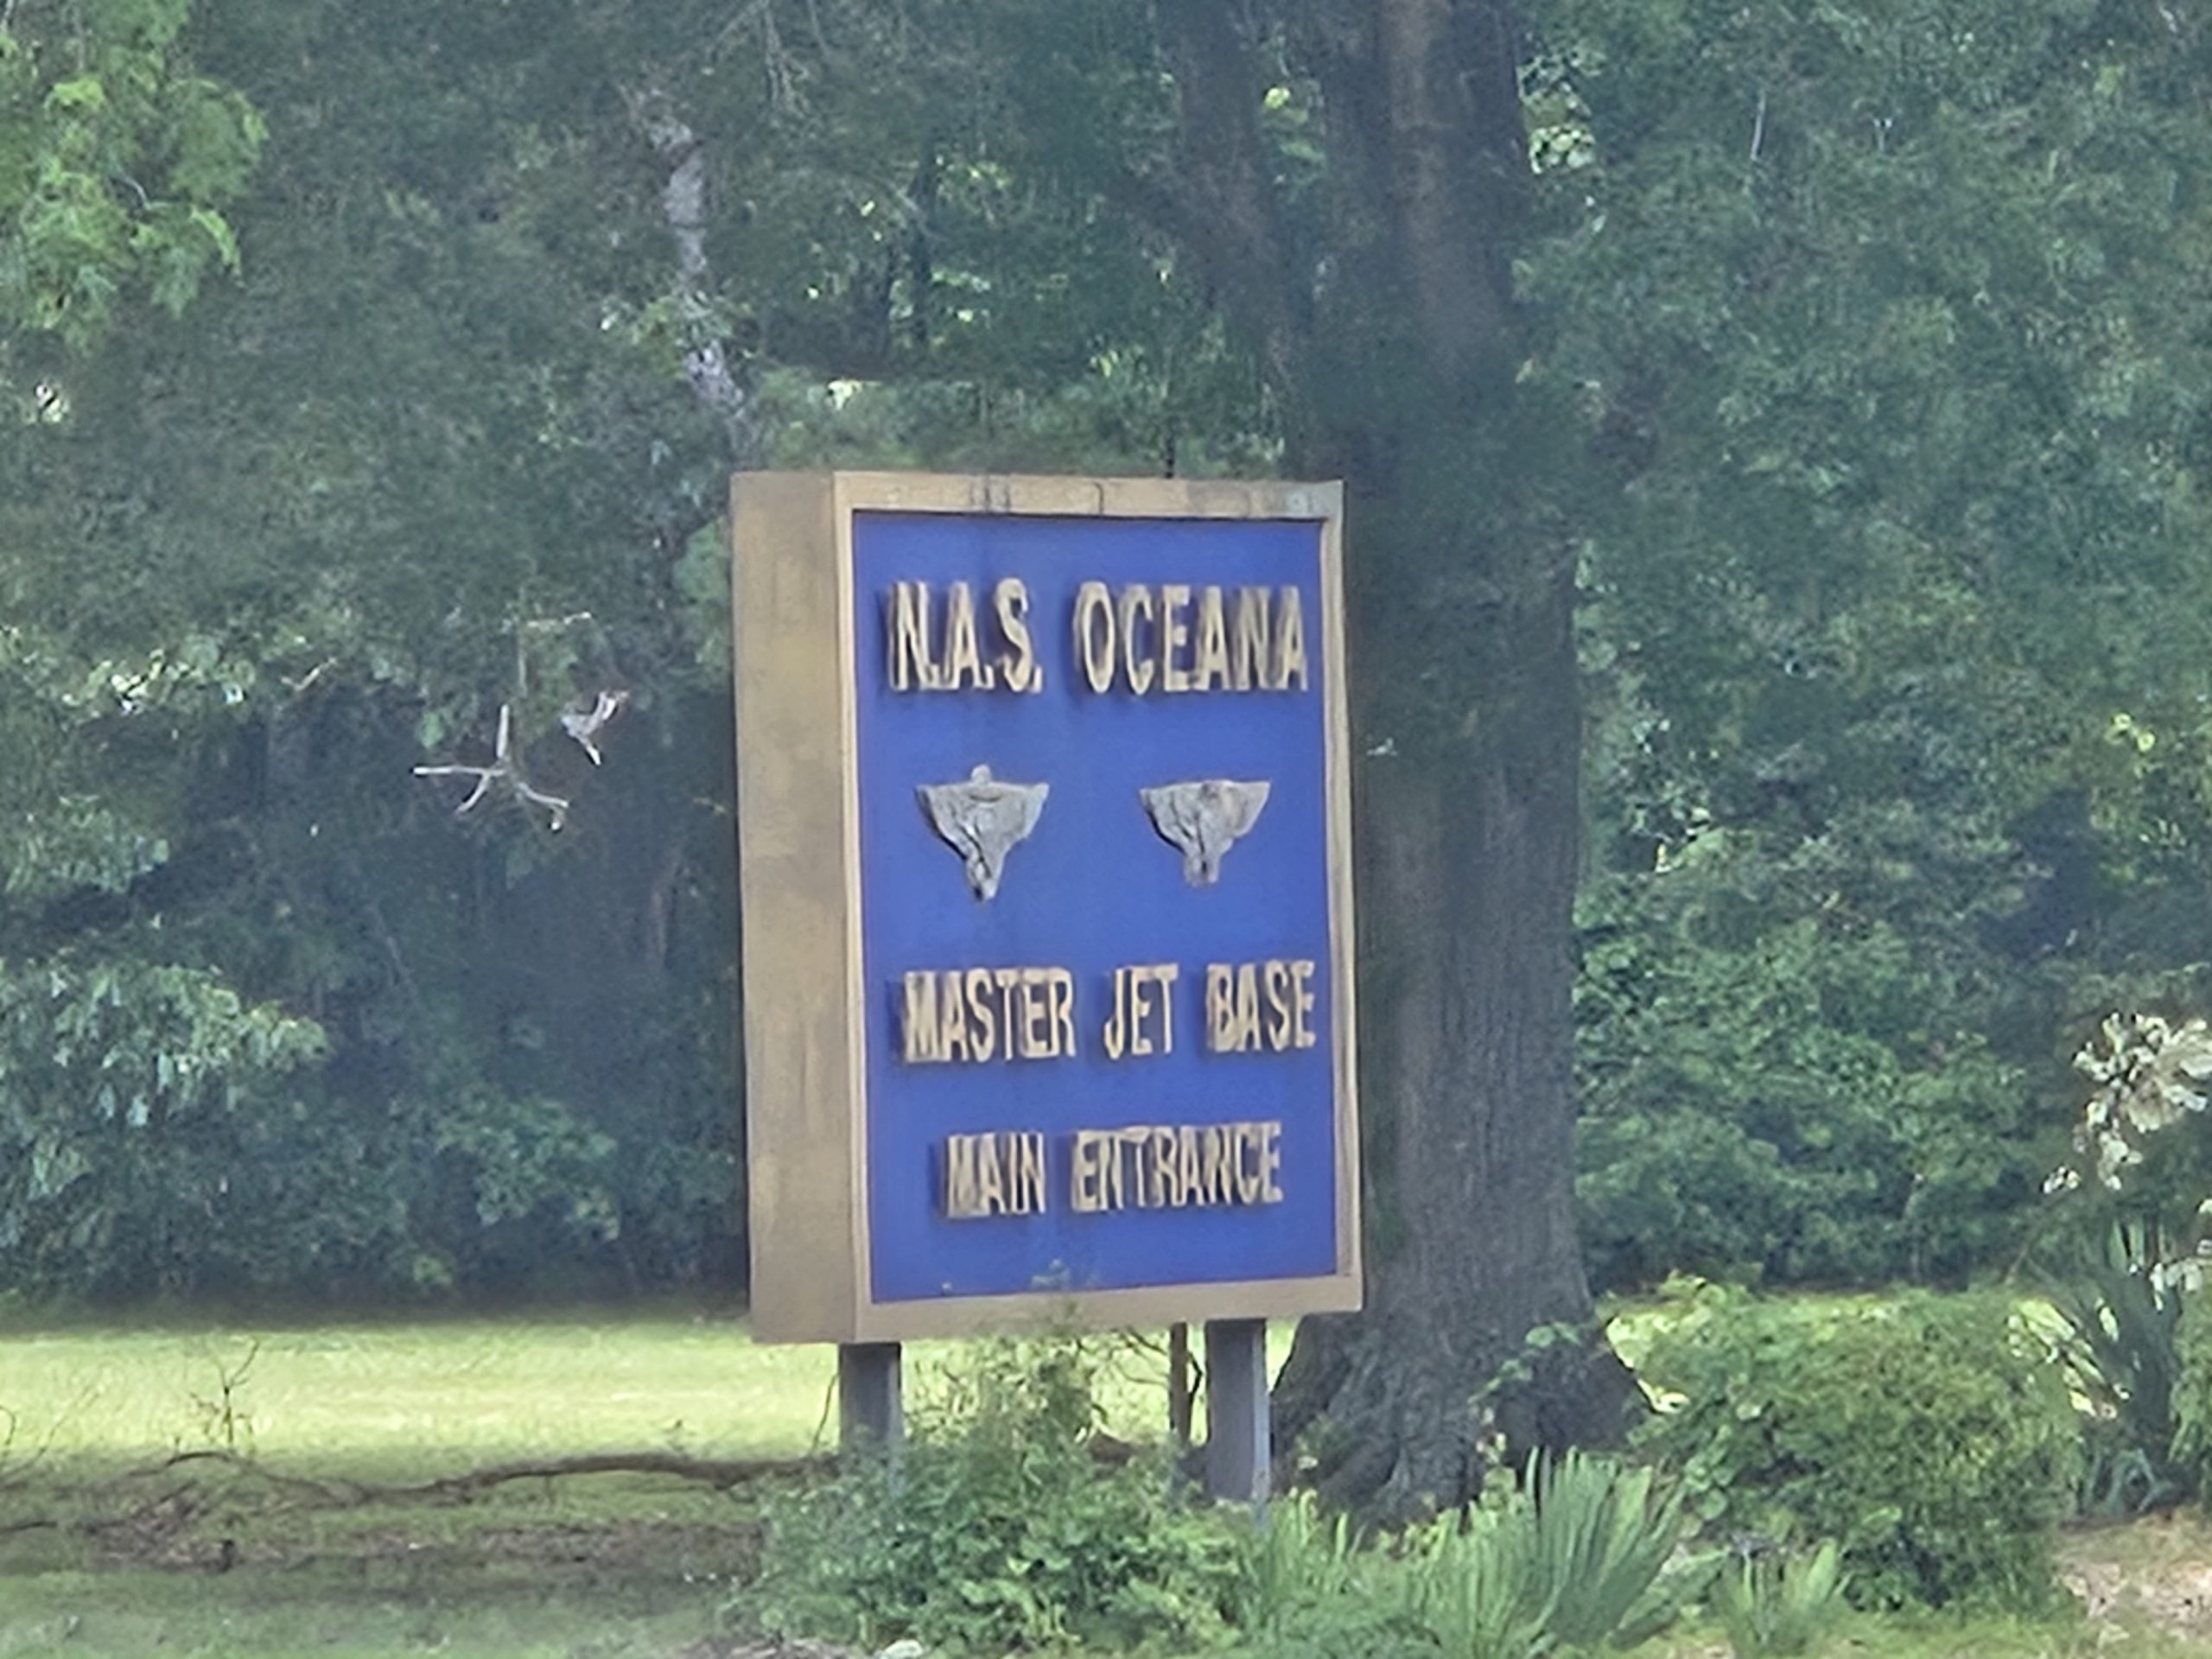 N.A.S. OCEANA
MASTER JET BASE
MAIN ENTRANCE